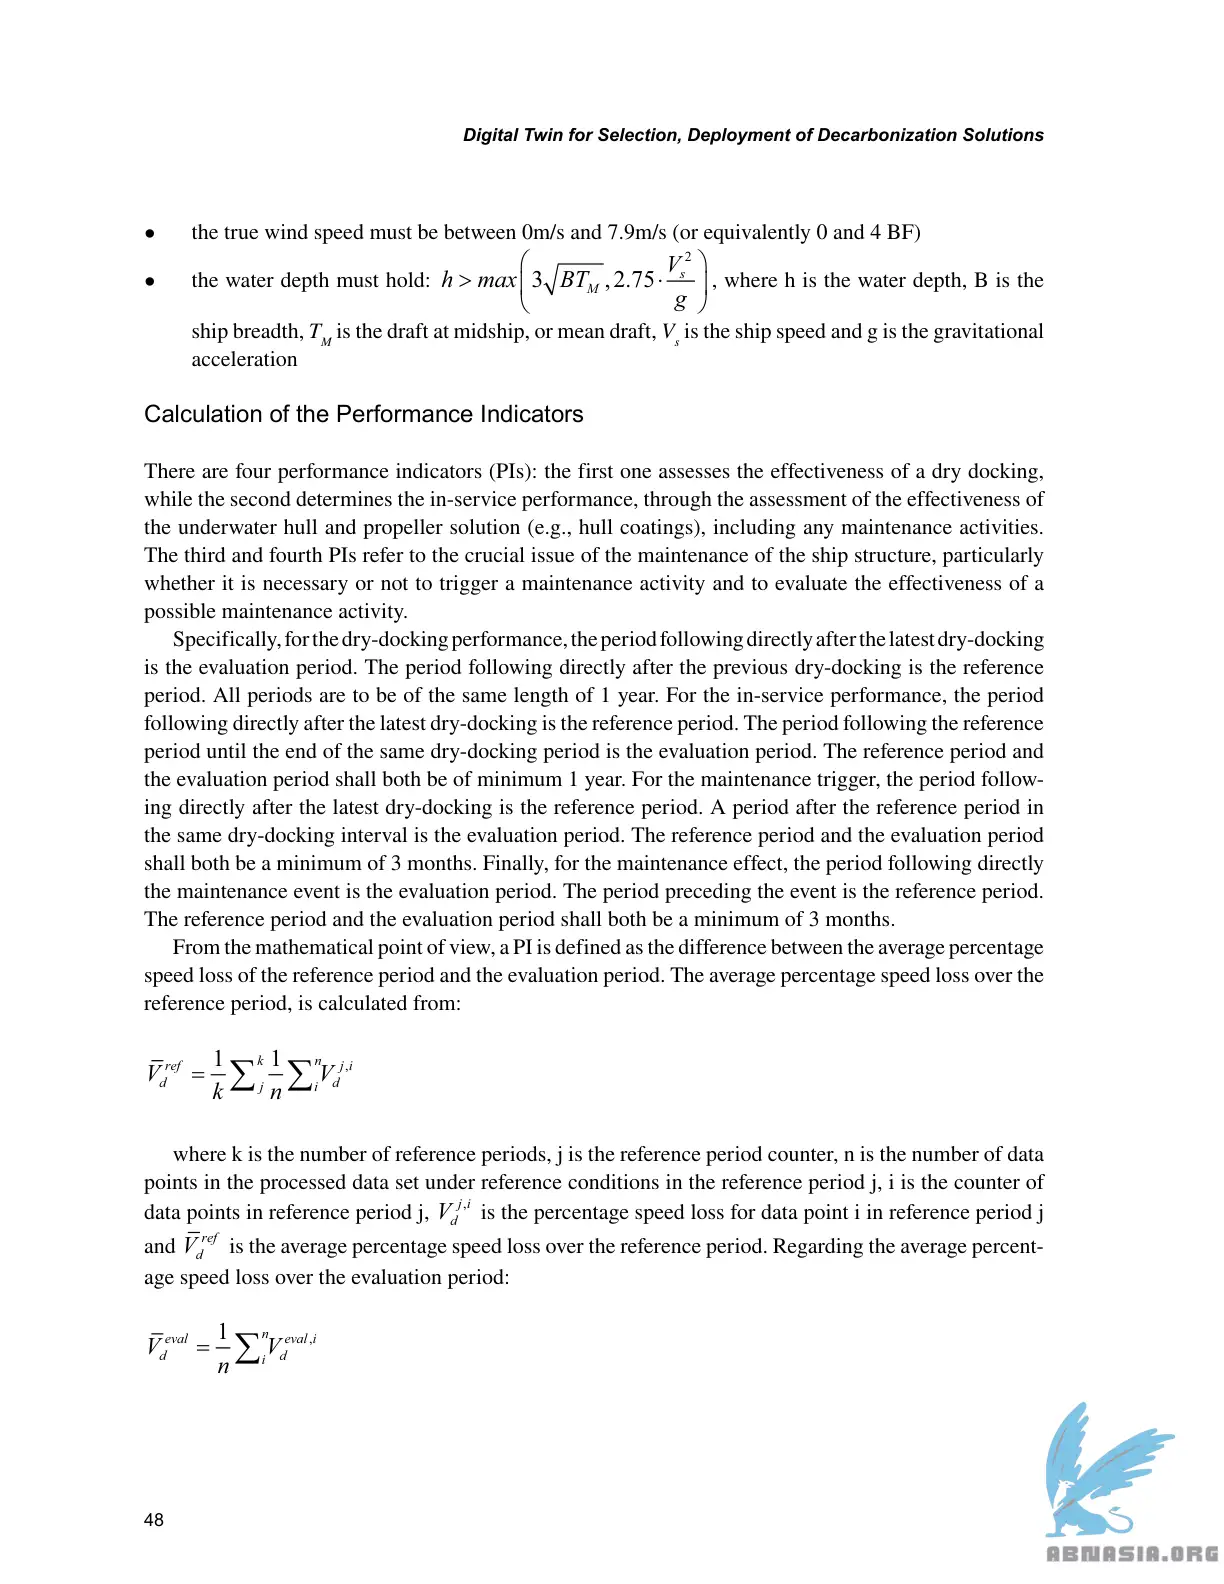 Digital Twin for Selection, Deployment of Decarbonization Solutions
● the true wind speed must be between 0m/s and 7.9m/s (or equivalently 0 and 4 BF)
● the water depth must hold: h > max(3√BT_M, 2.75·V_s²/g), where h is the water depth, B is the
ship breadth, T_M is the draft at midship, or mean draft, V_s is the ship speed and g is the gravitational
acceleration
Calculation of the Performance Indicators
There are four performance indicators (PIs): the first one assesses the effectiveness of a dry docking,
while the second determines the in-service performance, through the assessment of the effectiveness of
the underwater hull and propeller solution (e.g., hull coatings), including any maintenance activities.
The third and fourth PIs refer to the crucial issue of the maintenance of the ship structure, particularly
whether it is necessary or not to trigger a maintenance activity and to evaluate the effectiveness of a
possible maintenance activity.
Specifically, for the dry-docking performance, the period following directly after the latest dry-docking
is the evaluation period. The period following directly after the previous dry-docking is the reference
period. All periods are to be of the same length of 1 year. For the in-service performance, the period
following directly after the latest dry-docking is the reference period. The period following the reference
period until the end of the same dry-docking period is the evaluation period. The reference period and
the evaluation period shall both be of minimum 1 year. For the maintenance trigger, the period follow-
ing directly after the latest dry-docking is the reference period. A period after the reference period in
the same dry-docking interval is the evaluation period. The reference period and the evaluation period
shall both be a minimum of 3 months. Finally, for the maintenance effect, the period following directly
the maintenance event is the evaluation period. The period preceding the event is the reference period.
The reference period and the evaluation period shall both be a minimum of 3 months.
From the mathematical point of view, a PI is defined as the difference between the average percentage
speed loss of the reference period and the evaluation period. The average percentage speed loss over the
reference period, is calculated from:
V̅_d^ref = 1/k ∑_j^k 1/n ∑_i^n V_d^j,i
where k is the number of reference periods, j is the reference period counter, n is the number of data
points in the processed data set under reference conditions in the reference period j, i is the counter of
data points in reference period j, V_d^j,i is the percentage speed loss for data point i in reference period j
and V̅_d^ref is the average percentage speed loss over the reference period. Regarding the average percent-
age speed loss over the evaluation period:
V̅_d^eval = 1/n ∑_i^n V_d^eval,i
48
ABNASIA.ORG